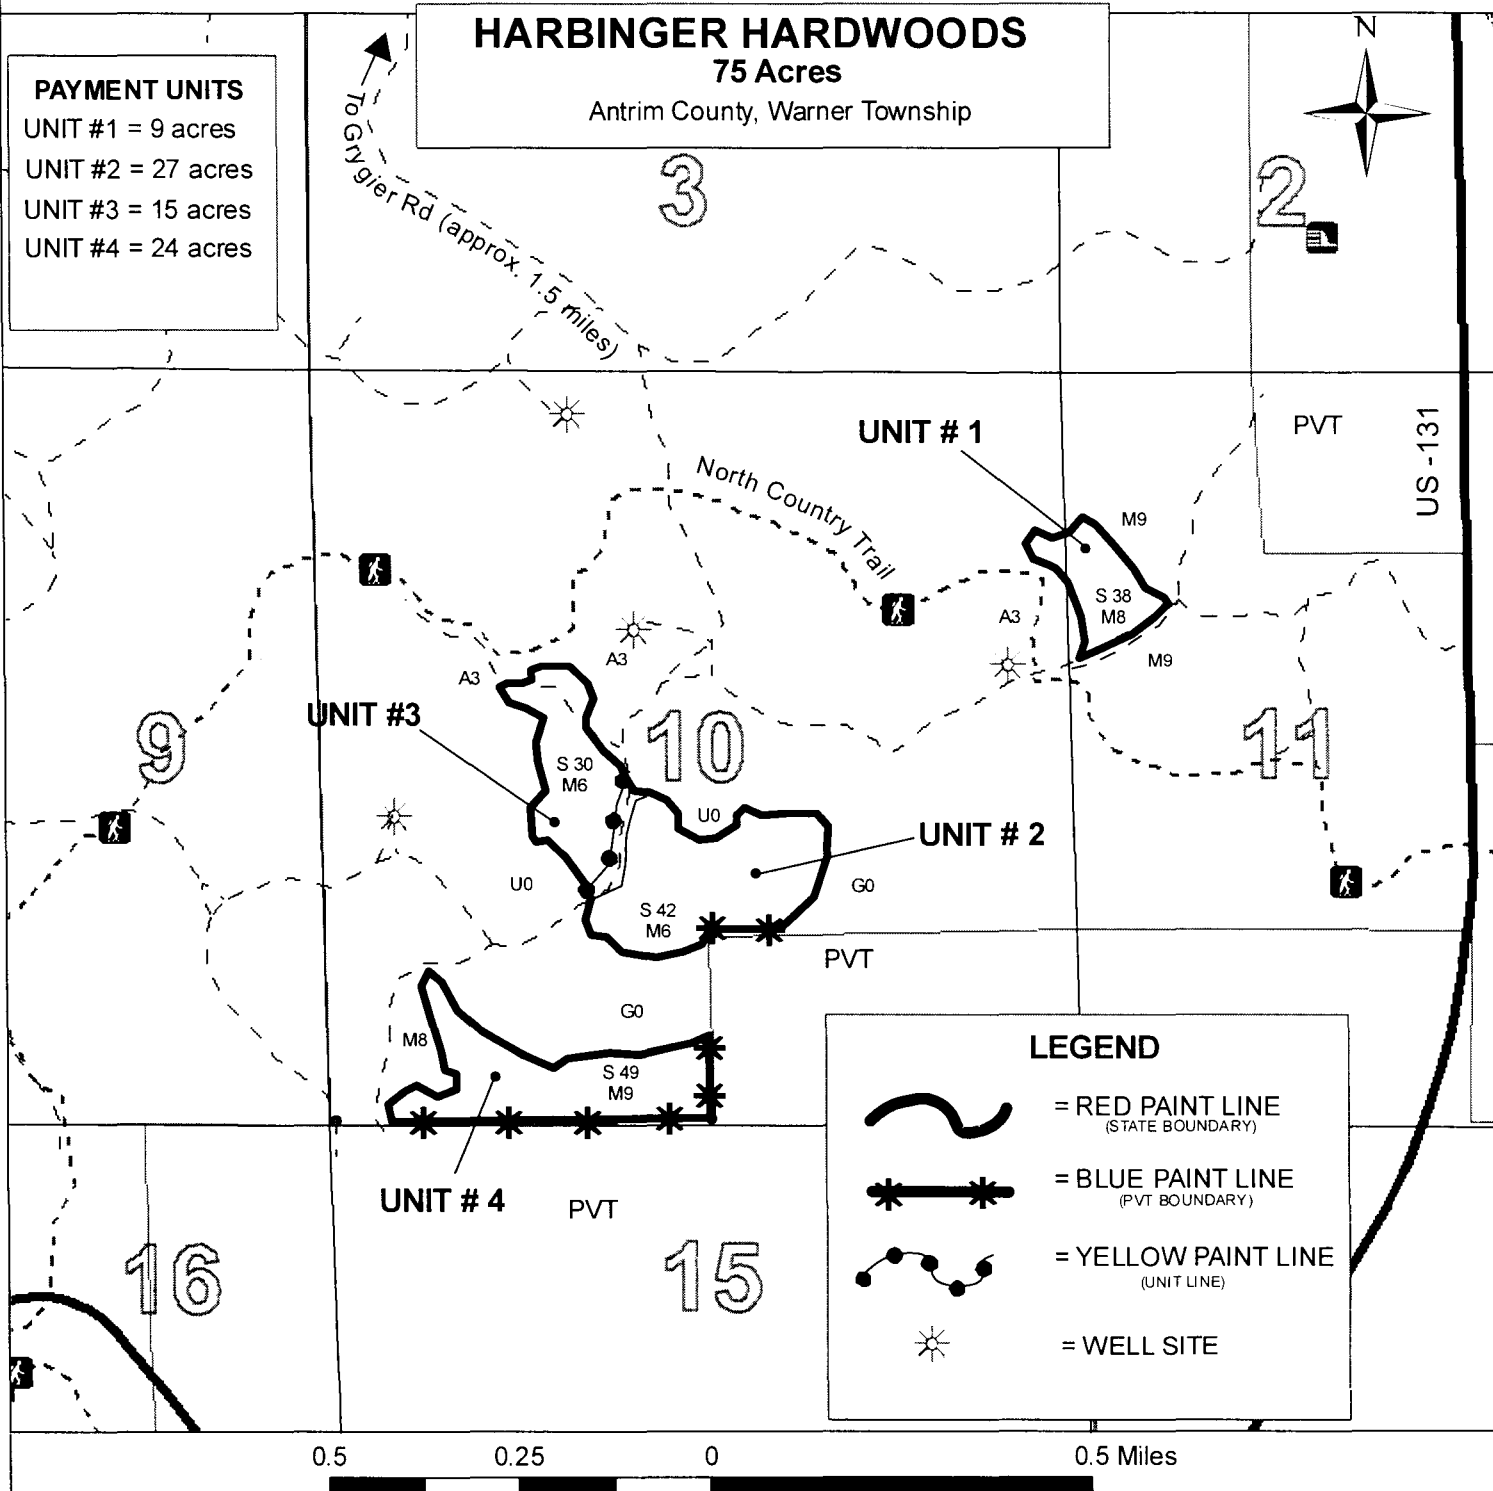 HARBINGER HARDWOODS
75 Acres
Antrim County, Warner Township
PAYMENT UNITS
UNIT #1 = 9 acres
UNIT #2 = 27 acres
UNIT #3 = 15 acres
UNIT #4 = 24 acres
N
To Grygier Rd (approx. 1.5 miles)
3
2
PVT
US -131
UNIT # 1
North Country Trail
M9
S 38
M8
A3
M9
A3
A3
9
UNIT #3
10
11
S 30
M6
U0
UNIT # 2
U0
G0
S 42
M6
PVT
G0
M8
S 49
M9
UNIT # 4
PVT
16
15
LEGEND
= RED PAINT LINE
(STATE BOUNDARY)
= BLUE PAINT LINE
(PVT BOUNDARY)
= YELLOW PAINT LINE
(UNIT LINE)
= WELL SITE
0.5 0.25 0 0.5 Miles